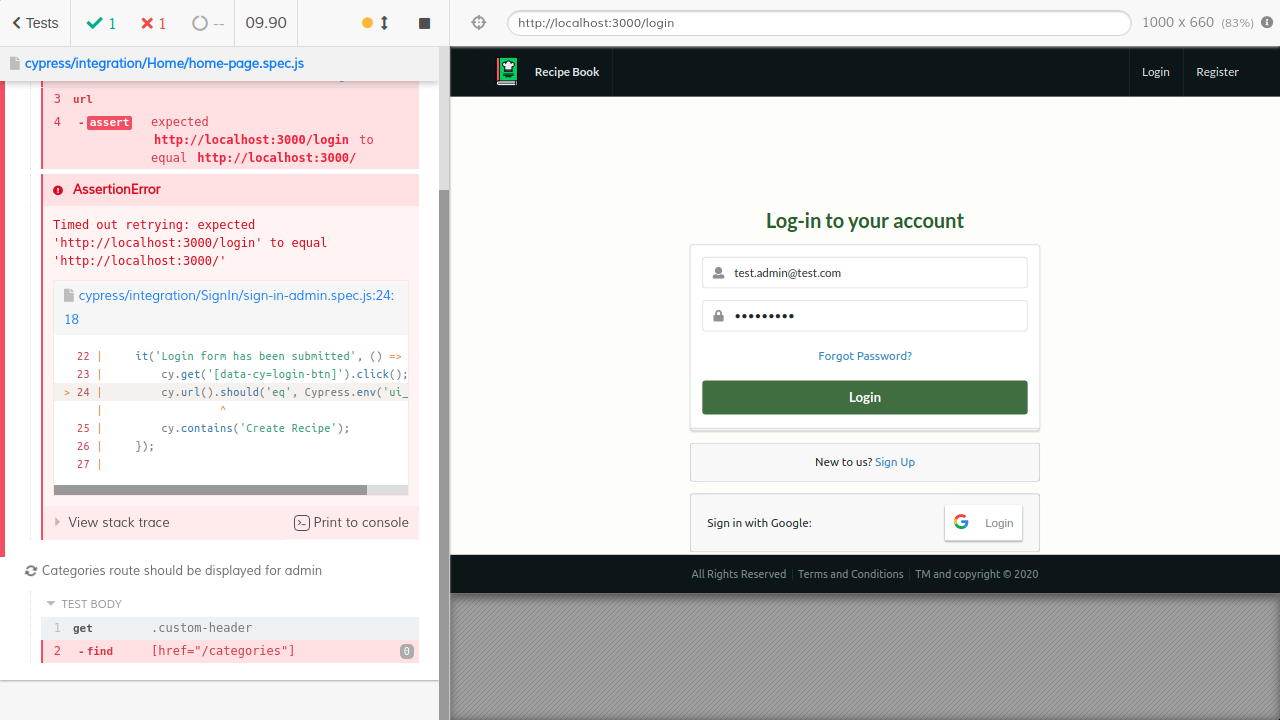 Tests
1
1
--
09.90
http://localhost:3000/login
1000 x 660 (83%)
cypress/integration/Home/home-page.spec.js
3 url
4 -assert expected
http://localhost:3000/login to
equal http://localhost:3000/
AssertionError
Timed out retrying: expected
'http://localhost:3000/login' to equal
'http://localhost:3000/'
cypress/integration/SignIn/sign-in-admin.spec.js:24:
18
22 | it('Login form has been submitted', () =>
23 | cy.get('[data-cy=login-btn]').click();
> 24 | cy.url().should('eq', Cypress.env('ui_
| ^
25 | cy.contains('Create Recipe');
26 | });
27 |
View stack trace
Print to console
Categories route should be displayed for admin
TEST BODY
1 get .custom-header
2 -find [href="/categories"] 0
Recipe Book
Login
Register
Log-in to your account
test.admin@test.com
•••••••••
Forgot Password?
Login
New to us? Sign Up
Sign in with Google:
Login
All Rights Reserved
Terms and Conditions
TM and copyright © 2020